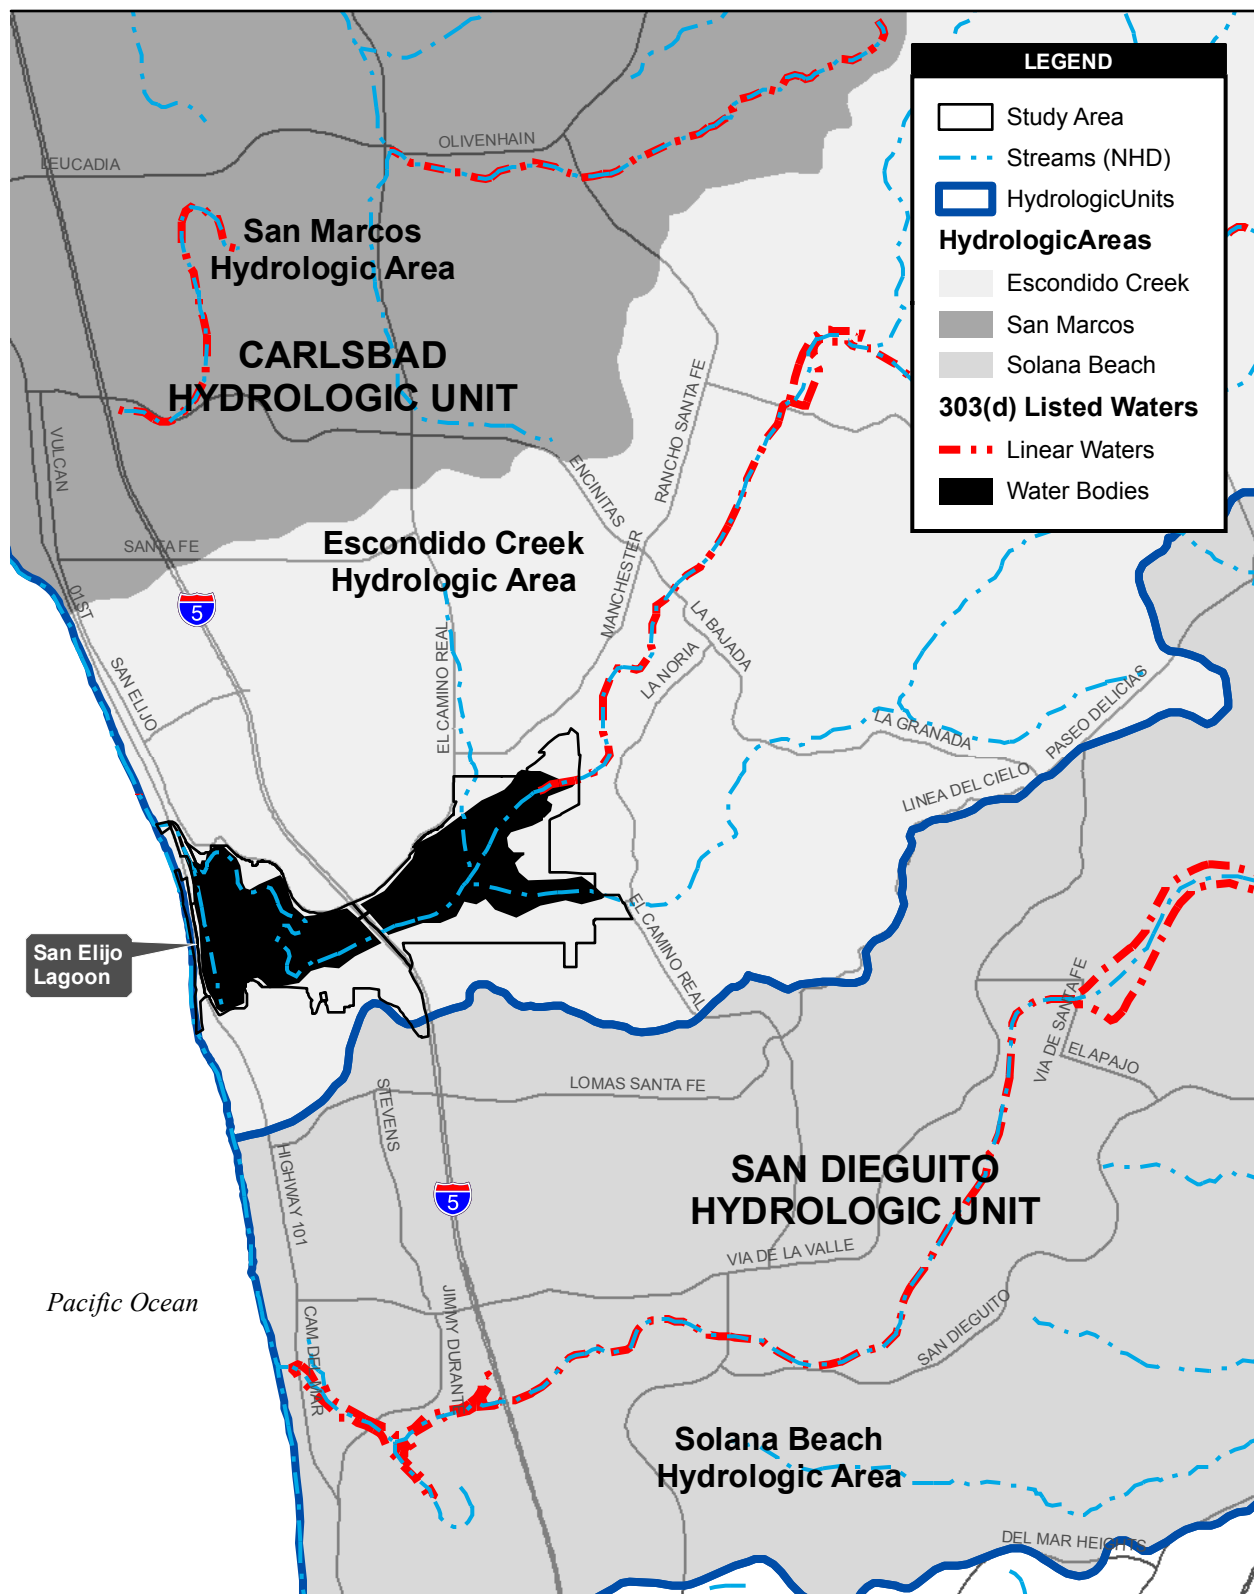 LEGEND
Study Area
Streams (NHD)
HydrologicUnits
HydrologicAreas
Escondido Creek
San Marcos
Solana Beach
303(d) Listed Waters
Linear Waters
Water Bodies
OLIVENHAIN
LEUCADIA
San Marcos
Hydrologic Area
CARLSBAD
HYDROLOGIC UNIT
VULCAN
RANCHO SANTA FE
ENCINITAS
SANTA FE
Escondido Creek
Hydrologic Area
MANCHESTER
01ST
5
LA BAJADA
LA NORIA
EL CAMINO REAL
SAN ELIJO
LA GRANADA
PASEO DELICIAS
LINEA DEL CIELO
EL CAMINO REAL
San Elijo
Lagoon
VIA DE SANTA FE
EL APAJO
LOMAS SANTA FE
STEVENS
HIGHWAY 101
SAN DIEGUITO
HYDROLOGIC UNIT
5
VIA DE LA VALLE
Pacific Ocean
JIMMY DURANTE
CAM DEL MAR
SAN DIEGUITO
Solana Beach
Hydrologic Area
DEL MAR HEIGHTS